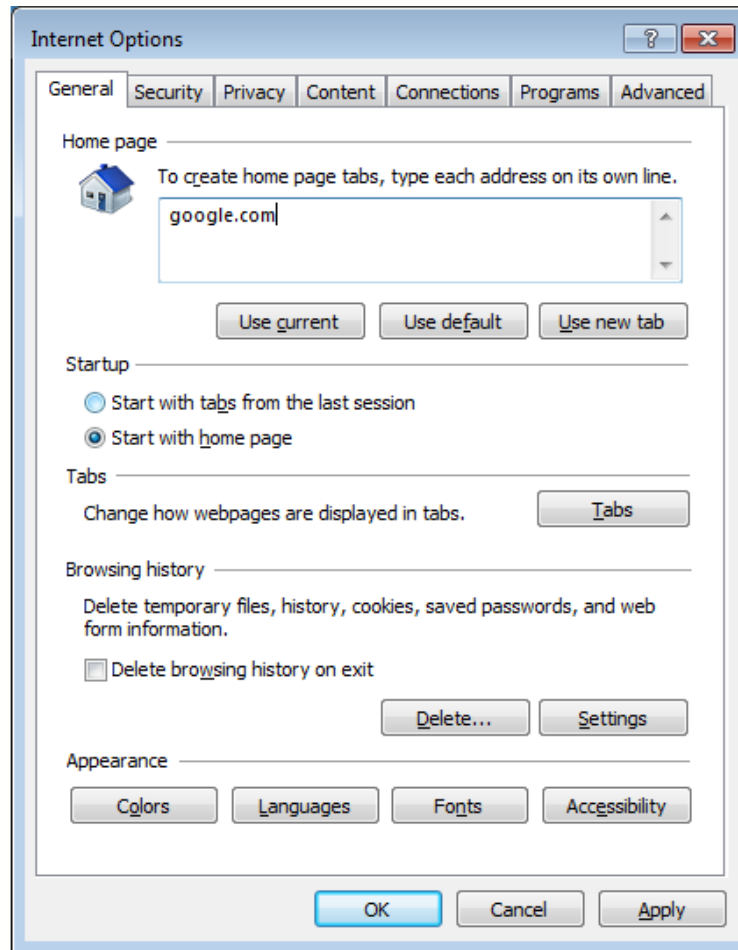 Internet Options
General Security Privacy Content Connections Programs Advanced
Home page
To create home page tabs, type each address on its own line.
google.com
Use current Use default Use new tab
Startup
Start with tabs from the last session
Start with home page
Tabs
Change how webpages are displayed in tabs. Tabs
Browsing history
Delete temporary files, history, cookies, saved passwords, and web
form information.
Delete browsing history on exit
Delete... Settings
Appearance
Colors Languages Fonts Accessibility
OK Cancel Apply